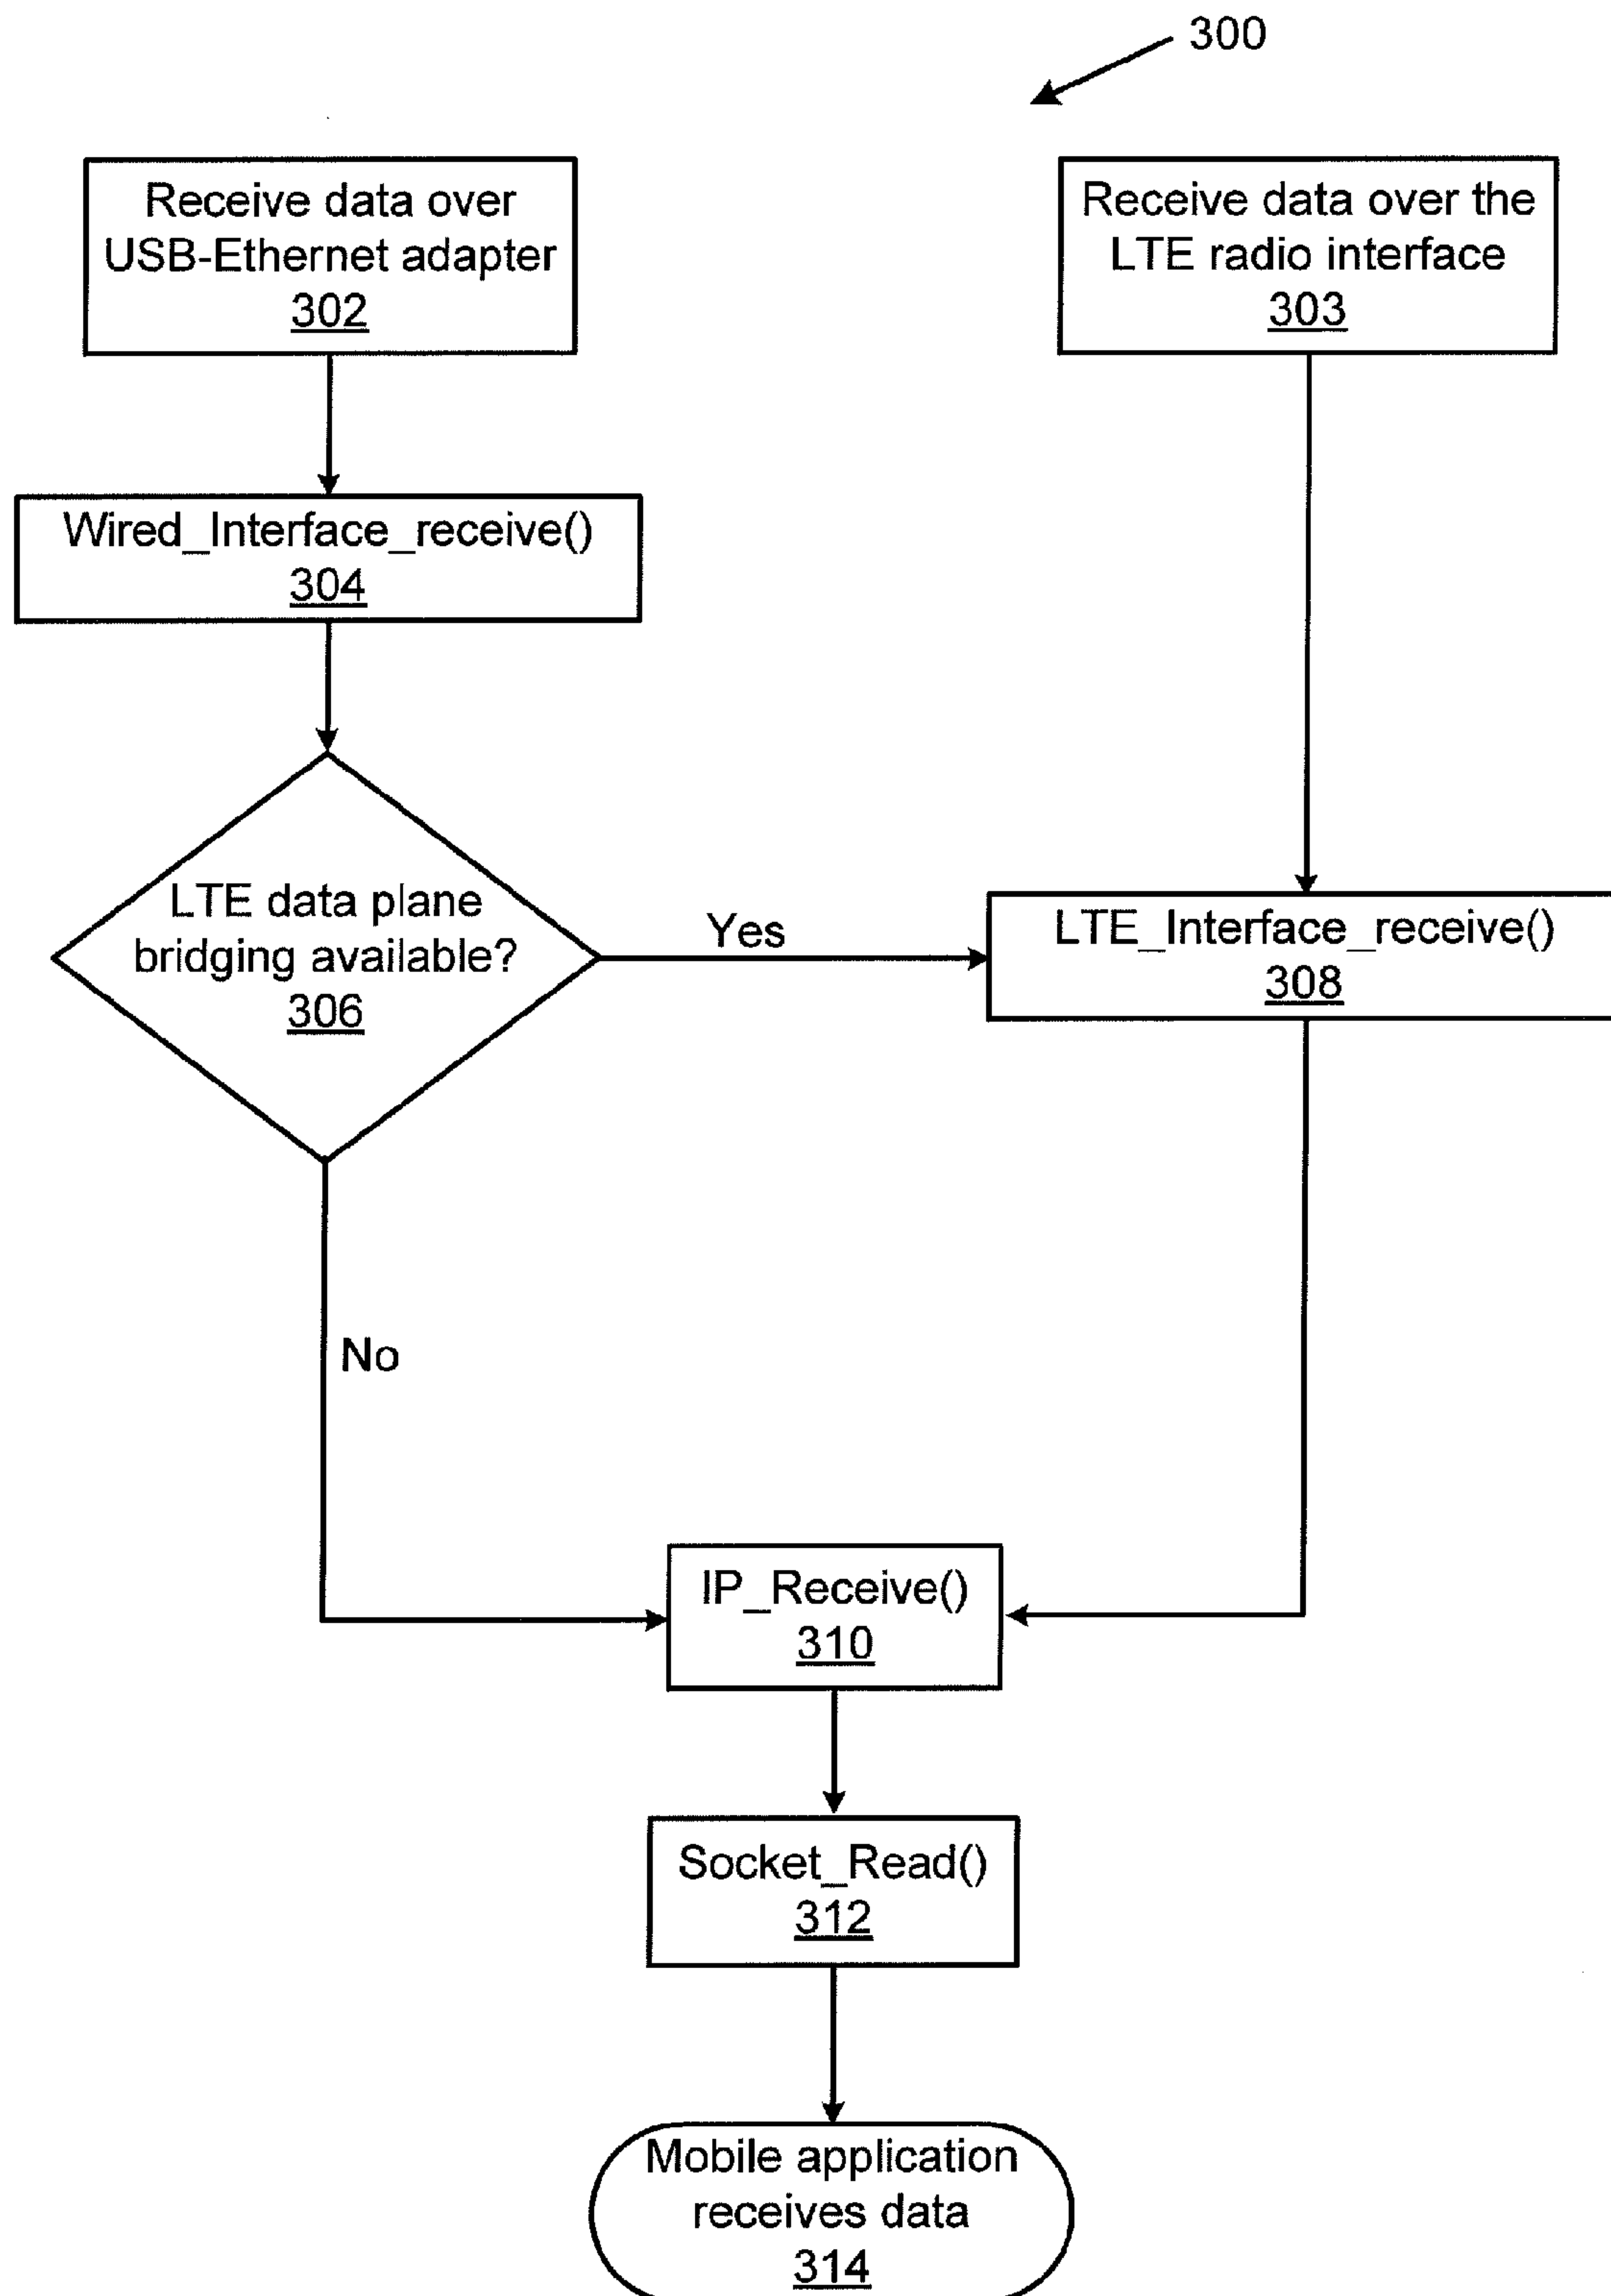 300
Receive data over
USB-Ethernet adapter
302
Receive data over the
LTE radio interface
303
Wired_Interface_receive()
304
LTE data plane
bridging available?
306
Yes
LTE_Interface_receive()
308
No
IP_Receive()
310
Socket_Read()
312
Mobile application
receives data
314